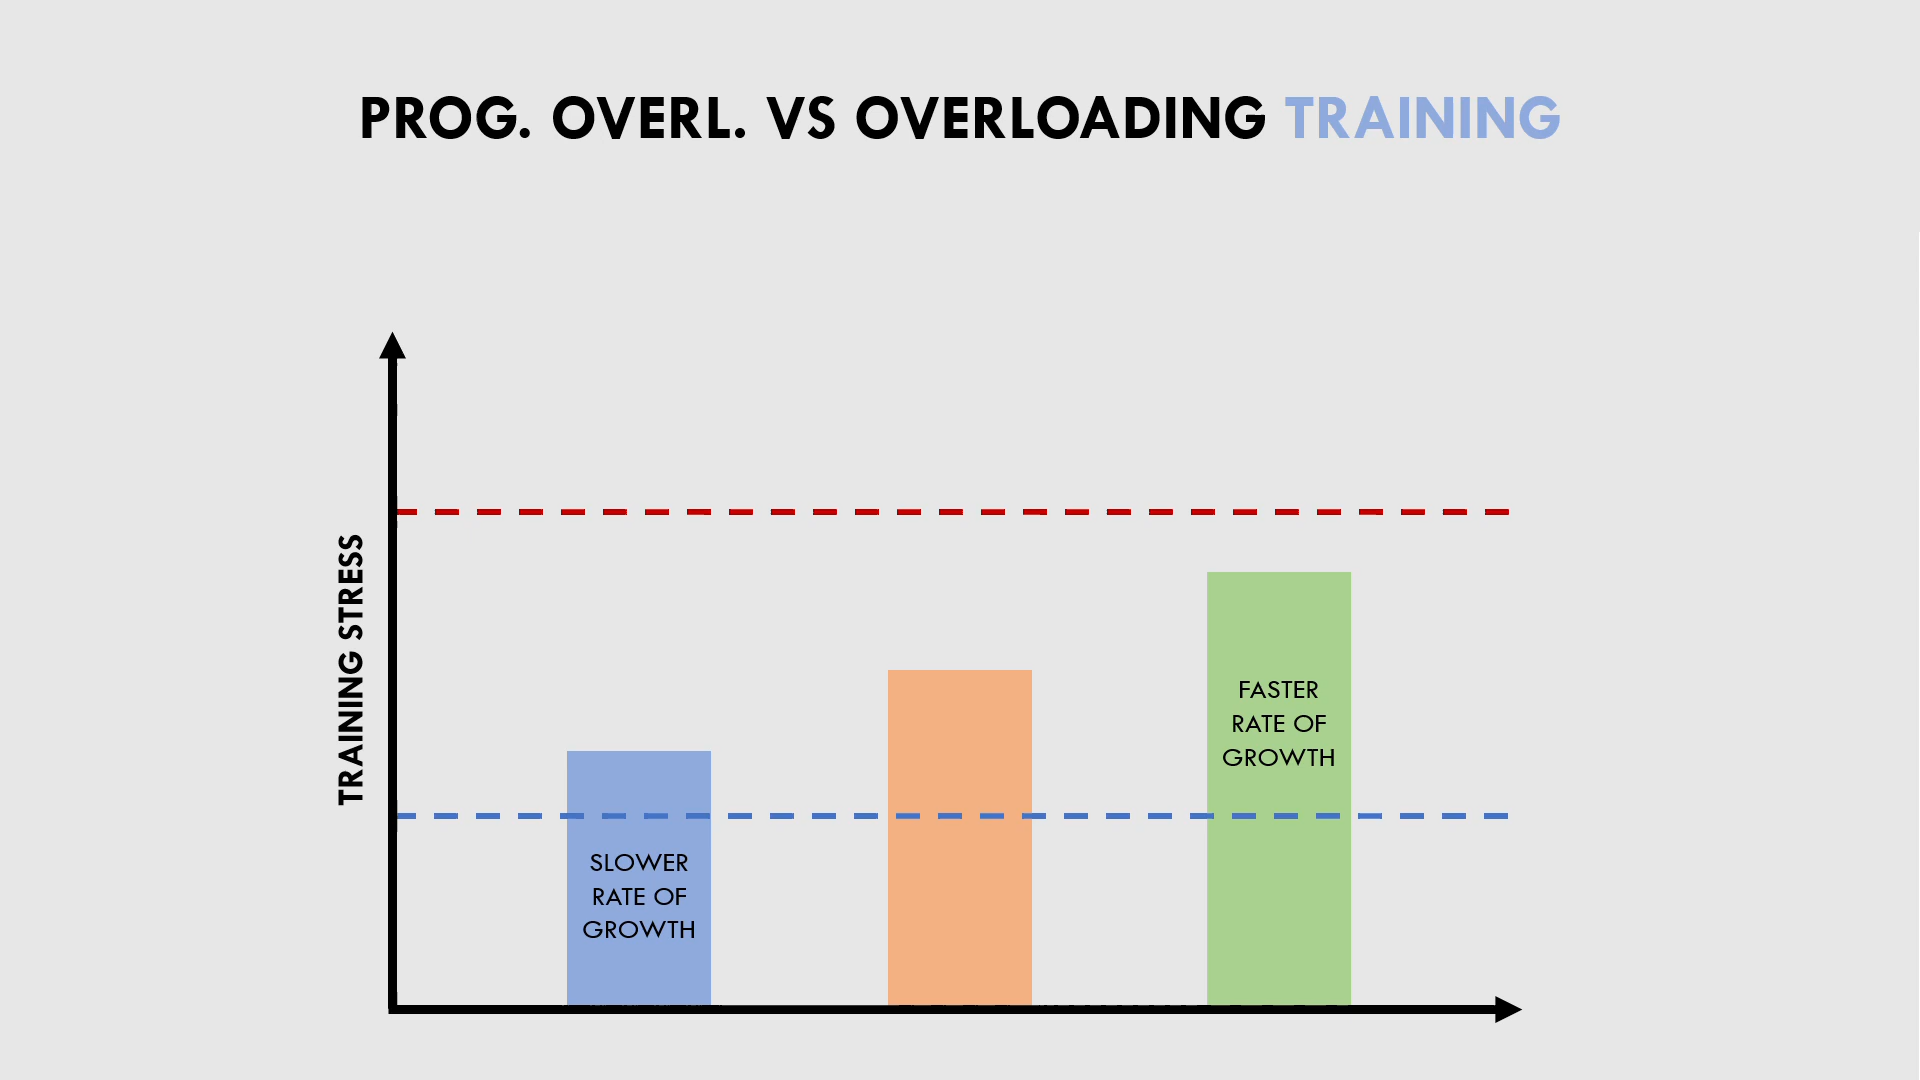 PROG. OVERL. VS OVERLOADING TRAINING
TRAINING STRESS
SLOWER
RATE OF
GROWTH
FASTER
RATE OF
GROWTH